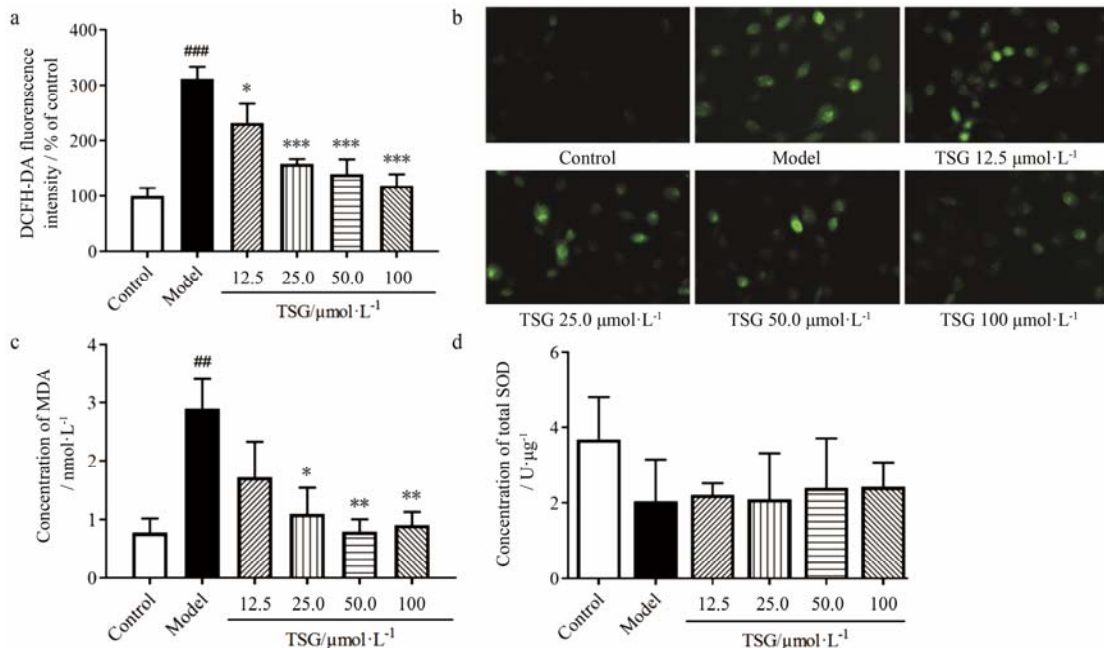 a
DCFH-DA fluorescence
intensity / % of control
400
300
200
100
0
###
*
***
***
***
Control
Model
12.5
25.0
50.0
100
TSG/μmol·L⁻¹
b
Control
Model
TSG 12.5 μmol·L⁻¹
TSG 25.0 μmol·L⁻¹
TSG 50.0 μmol·L⁻¹
TSG 100 μmol·L⁻¹
c
Concentration of MDA
/ nmol·L⁻¹
4
3
2
1
0
##
*
**
**
Control
Model
12.5
25.0
50.0
100
TSG/μmol·L⁻¹
d
Concentration of total SOD
/ U·μg⁻¹
6
4
2
0
Control
Model
12.5
25.0
50.0
100
TSG/μmol·L⁻¹